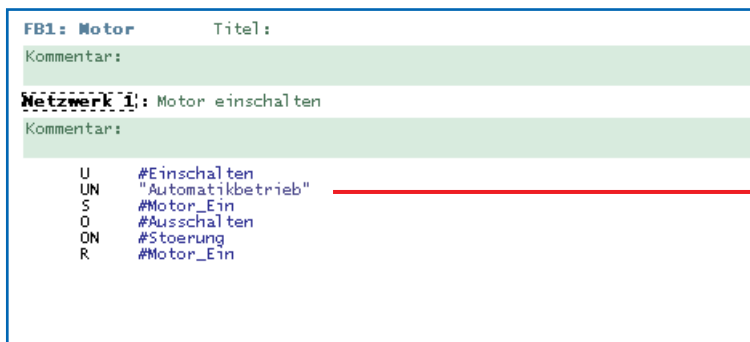 FB1: Motor Titel:
Kommentar:
Netzwerk 1: Motor einschalten
Kommentar:
U #Einschalten
UN "Automatikbetrieb"
S #Motor_Ein
O #Ausschalten
ON #Stoerung
R #Motor_Ein